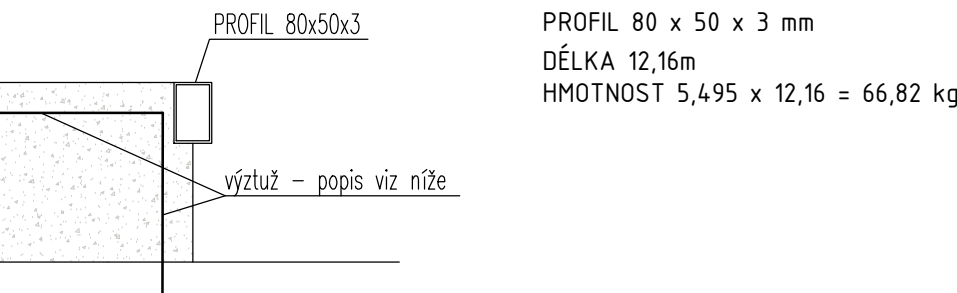 PROFIL 80x50x3
PROFIL 80 x 50 x 3 mm
DÉLKA 12,16m
HMOTNOST 5,495 x 12,16 = 66,82 kg
výztuž – popis viz níže